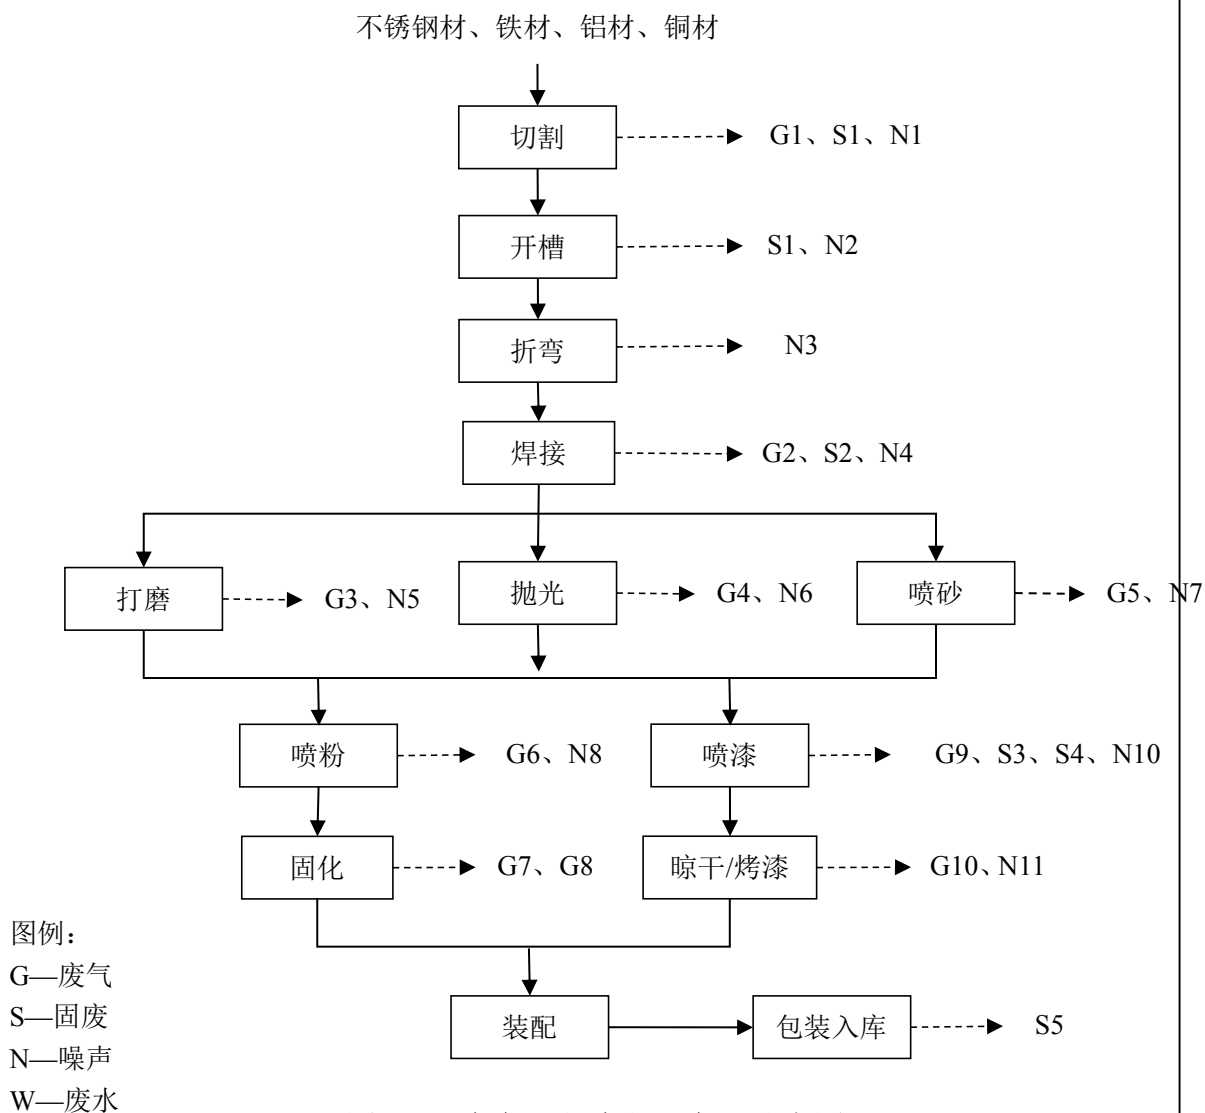 不锈钢材、铁材、铝材、铜材
切割
G1、S1、N1
开槽
S1、N2
折弯
N3
焊接
G2、S2、N4
打磨
G3、N5
抛光
G4、N6
喷砂
G5、N7
喷粉
G6、N8
喷漆
G9、S3、S4、N10
固化
G7、G8
晾干/烤漆
G10、N11
装配
包装入库
S5
图例：
G—废气
S—固废
N—噪声
W—废水